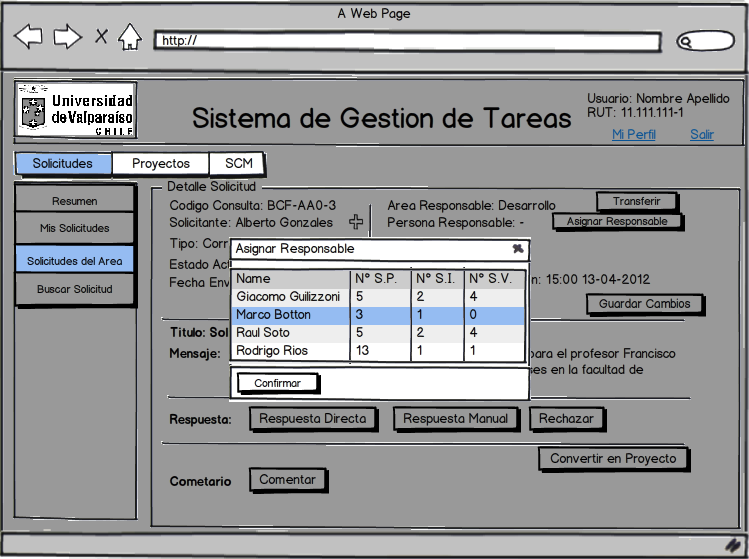 A Web Page
http://
Universidad
de Valparaíso
CHILE
Sistema de Gestion de Tareas
Usuario: Nombre Apellido
RUT: 11.111.111-1
Mi Perfil Salir
Solicitudes Proyectos SCM
Resumen
Mis Solicitudes
Solicitudes del Area
Buscar Solicitud
Detalle Solicitud
Codigo Consulta: BCF-AA0-3 Area Responsable: Desarrollo Transferir
Solicitante: Alberto Gonzales Persona Responsable: - Asignar Responsable
Tipo: Corr
Estado Act
Fecha Env n: 15:00 13-04-2012
Guardar Cambios
Asignar Responsable
Name N° S.P. N° S.I. N° S.V.
Giacomo Guilizzoni 5 2 4
Marco Botton 3 1 0
Raul Soto 5 2 4
Rodrigo Rios 13 1 1
Confirmar
Titulo: Sol
Mensaje: para el profesor Francisco
ses en la facultad de
Respuesta: Respuesta Directa Respuesta Manual Rechazar
Convertir en Proyecto
Cometario Comentar